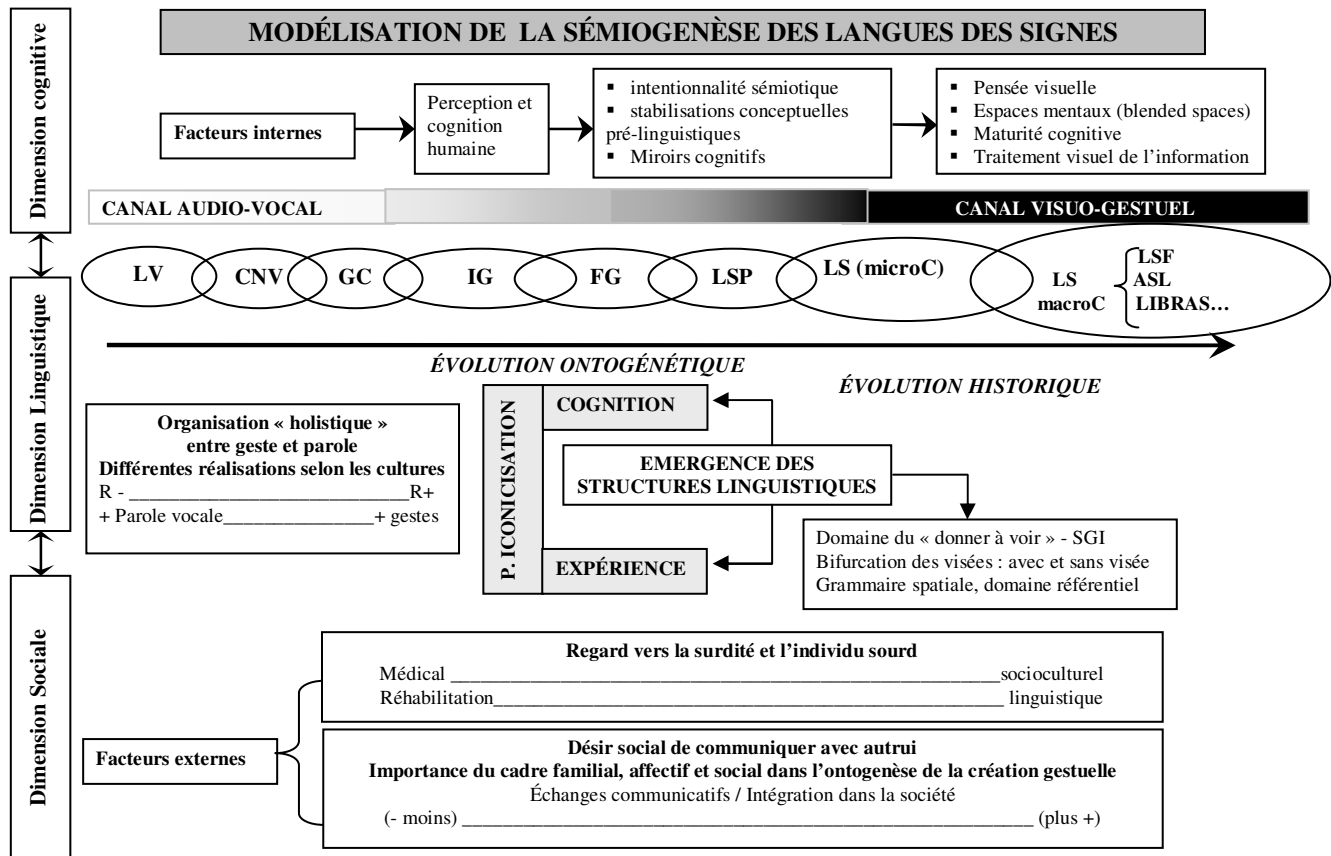 MODÉLISATION DE LA SÉMIOGENÈSE DES LANGUES DES SIGNES
Dimension cognitive
Facteurs internes
Perception et
cognition
humaine
▪ intentionnalité sémiotique
▪ stabilisations conceptuelles
pré-linguistiques
▪ Miroirs cognitifs
▪ Pensée visuelle
▪ Espaces mentaux (blended spaces)
▪ Maturité cognitive
▪ Traitement visuel de l'information
CANAL AUDIO-VOCAL
CANAL VISUO-GESTUEL
Dimension Linguistique
LV
CNV
GC
IG
FG
LSP
LS (microC)
LS
macroC
LSF
ASL
LIBRAS…
ÉVOLUTION ONTOGÉNÉTIQUE
ÉVOLUTION HISTORIQUE
Organisation « holistique »
entre geste et parole
Différentes réalisations selon les cultures
R - ____________________________R+
+ Parole vocale_______________+ gestes
P. ICONICISATION
COGNITION
EMERGENCE DES
STRUCTURES LINGUISTIQUES
EXPÉRIENCE
Domaine du « donner à voir » - SGI
Bifurcation des visées : avec et sans visée
Grammaire spatiale, domaine référentiel
Dimension Sociale
Facteurs externes
Regard vers la surdité et l'individu sourd
Médical _______________________________________________________socioculturel
Réhabilitation___________________________________________________ linguistique
Désir social de communiquer avec autrui
Importance du cadre familial, affectif et social dans l'ontogenèse de la création gestuelle
Échanges communicatifs / Intégration dans la société
(- moins) _________________________________________________________ (plus +)